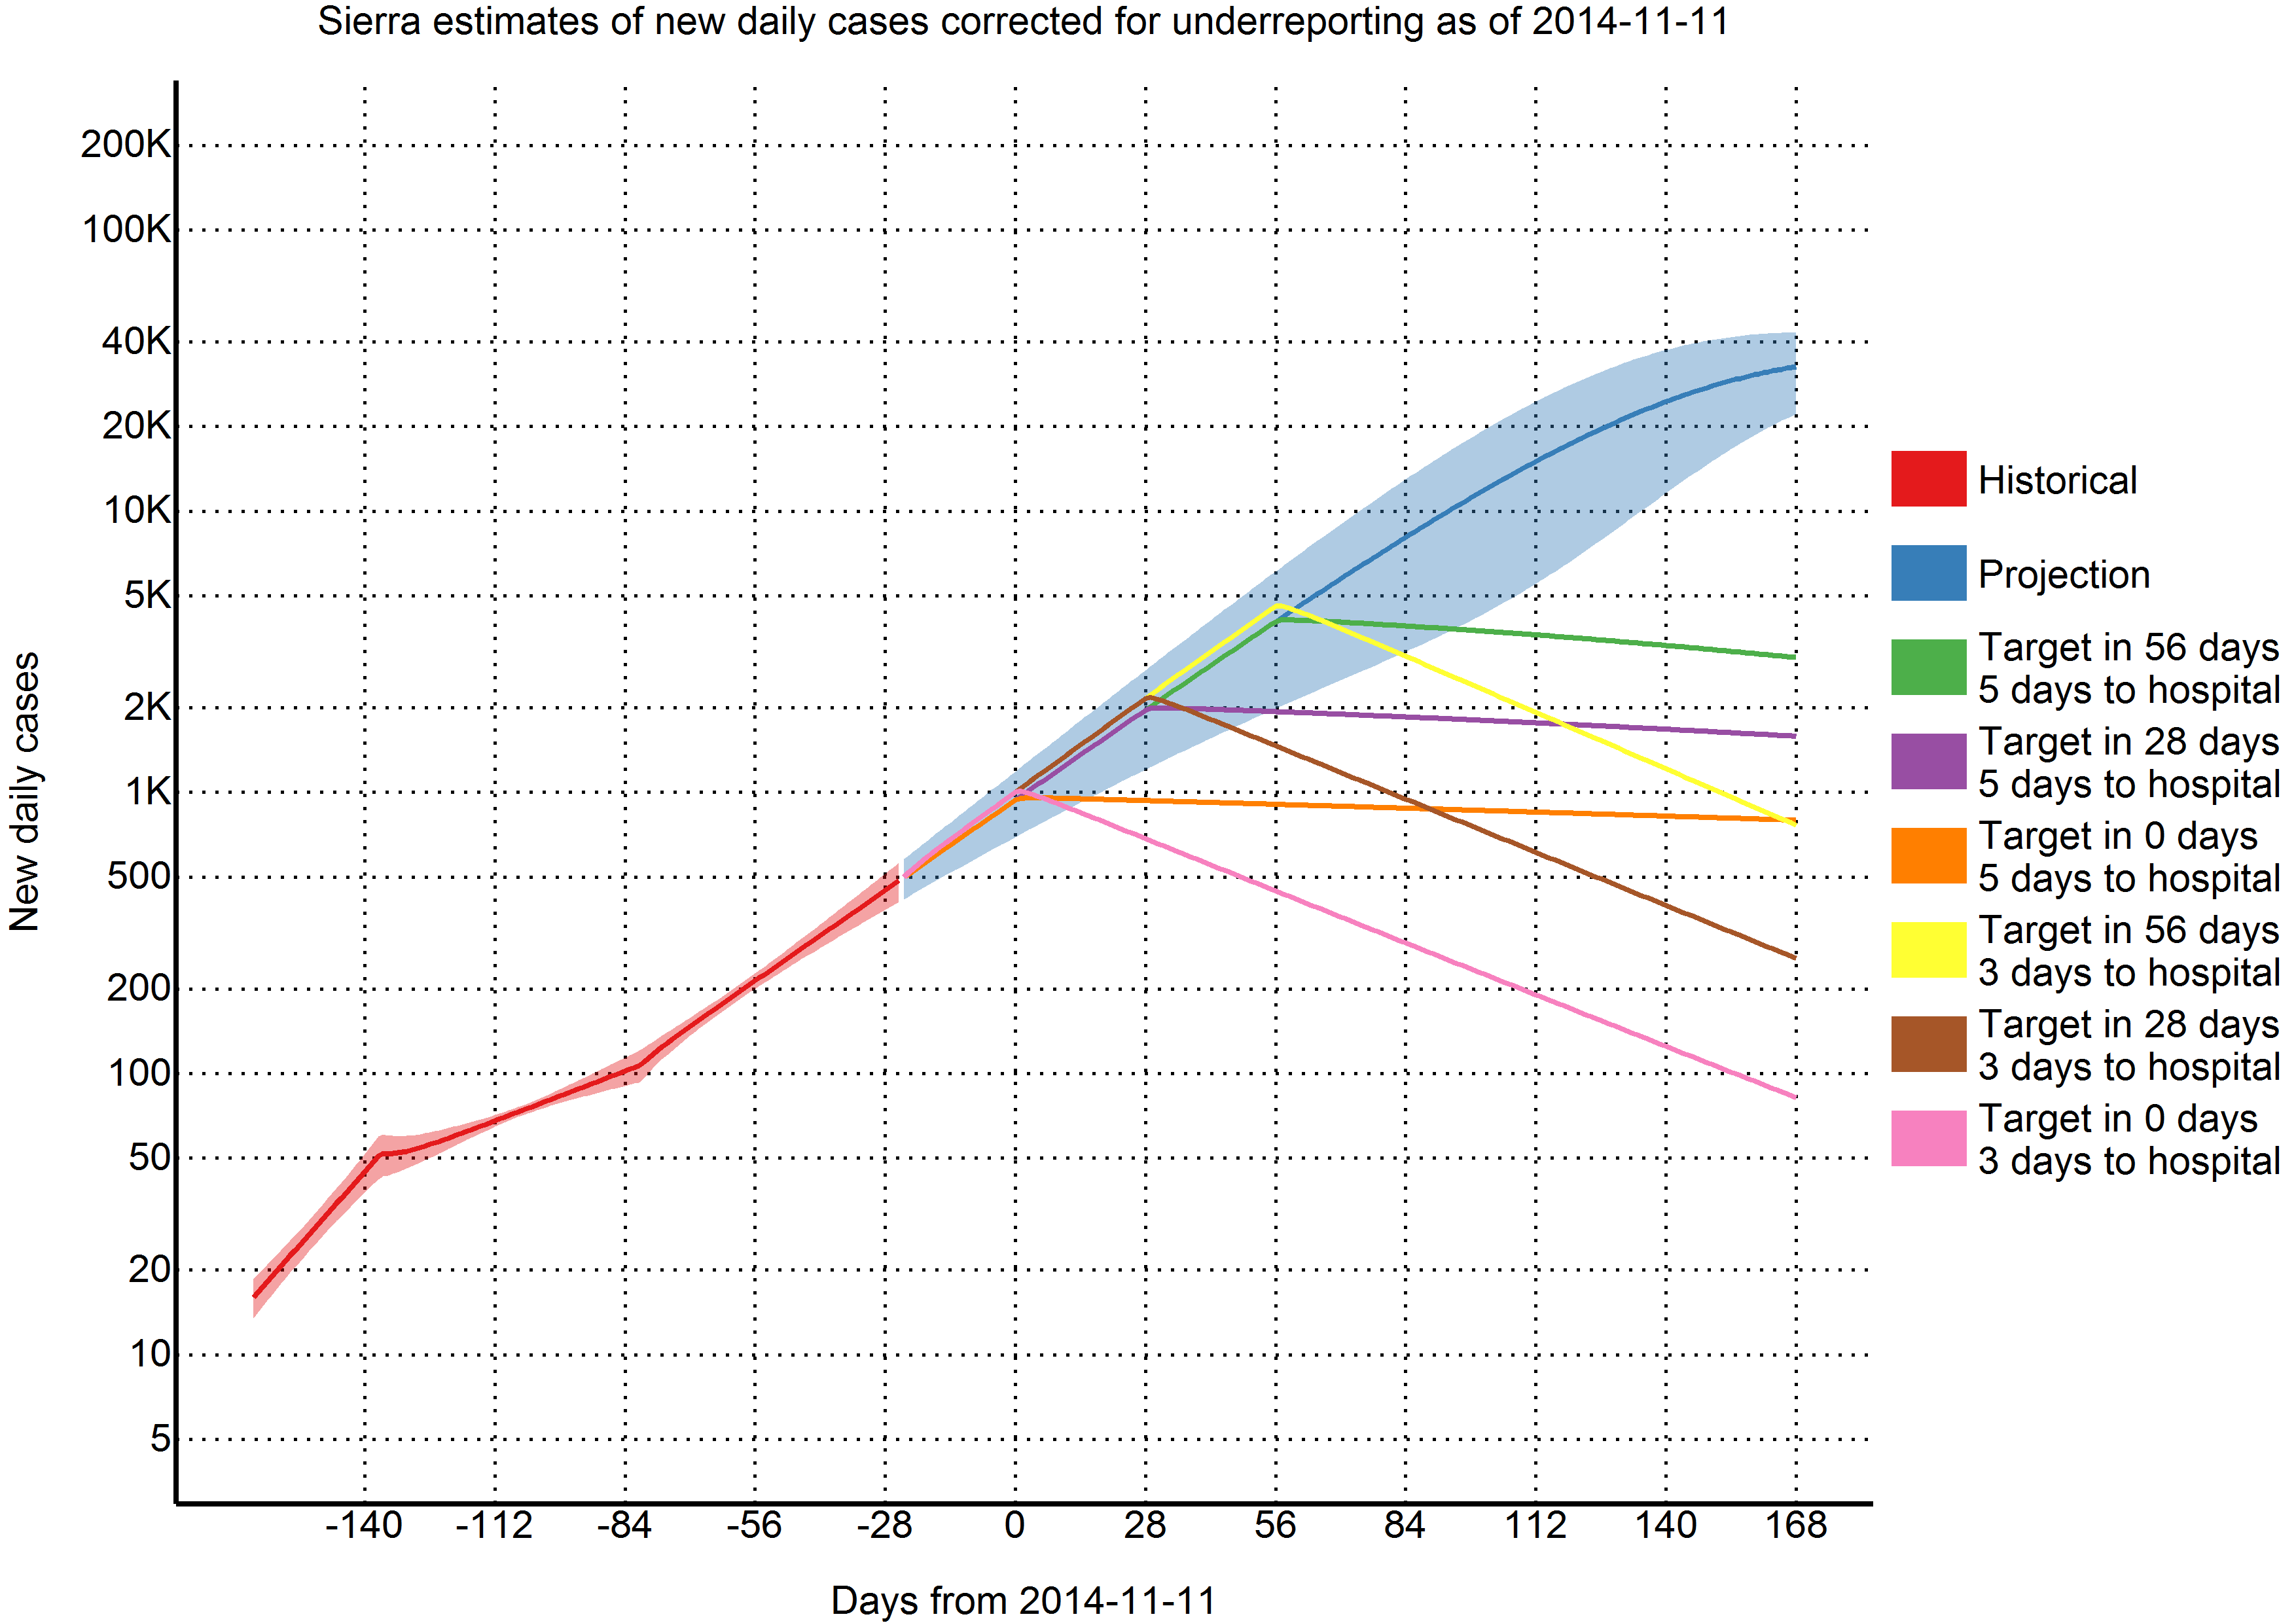 Sierra estimates of new daily cases corrected for underreporting as of 2014-11-11
200K
100K
40K
20K
10K
5K
2K
1K
500
200
100
50
20
10
5
New daily cases
-140
-112
-84
-56
-28
0
28
56
84
112
140
168
Days from 2014-11-11
Historical
Projection
Target in 56 days
5 days to hospital
Target in 28 days
5 days to hospital
Target in 0 days
5 days to hospital
Target in 56 days
3 days to hospital
Target in 28 days
3 days to hospital
Target in 0 days
3 days to hospital